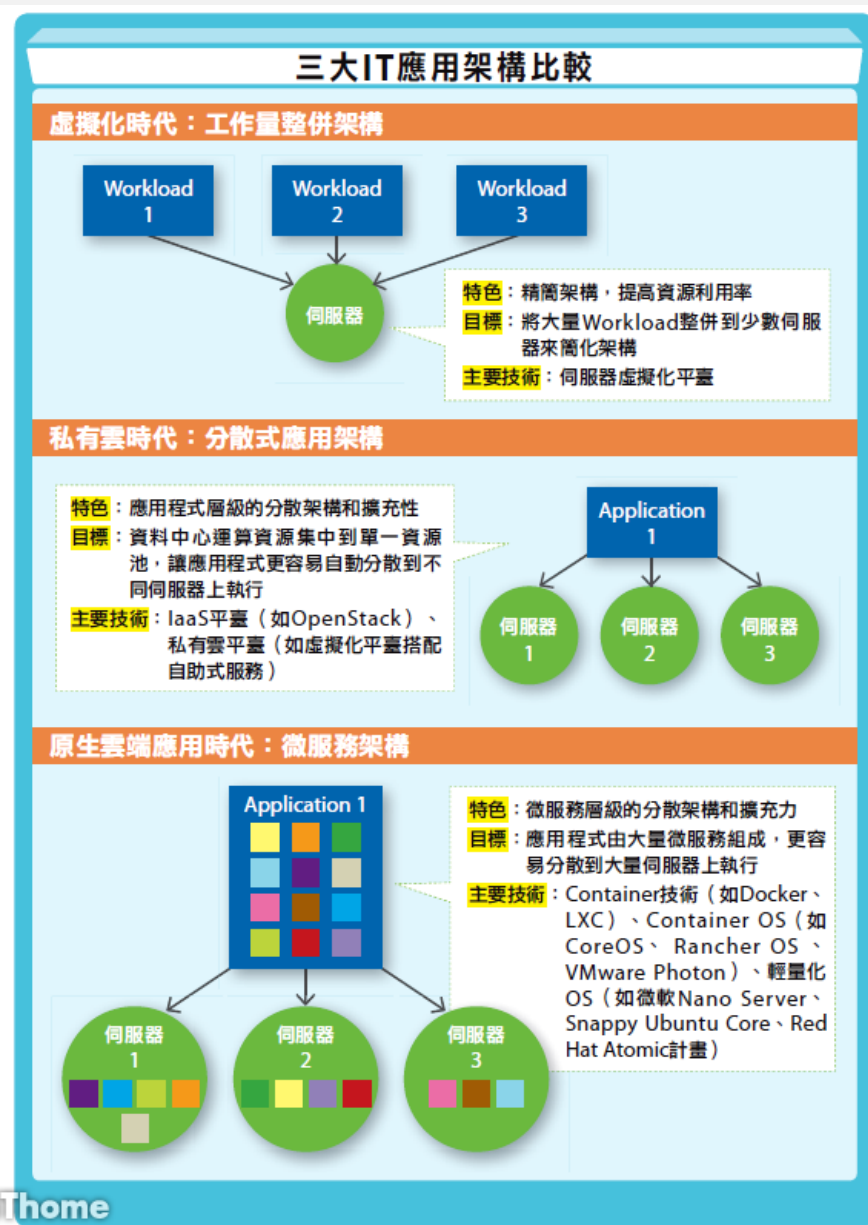 三大IT應用架構比較
虛擬化時代：工作量整併架構
Workload
1
Workload
2
Workload
3
伺服器
特色：精簡架構，提高資源利用率
目標：將大量Workload整併到少數伺服
器來簡化架構
主要技術：伺服器虛擬化平臺
私有雲時代：分散式應用架構
特色：應用程式層級的分散架構和擴充性
目標：資料中心運算資源集中到單一資源
池，讓應用程式更容易自動分散到不
同伺服器上執行
主要技術：IaaS平臺（如OpenStack）、
私有雲平臺（如虛擬化平臺搭配
自助式服務）
Application
1
伺服器
1
伺服器
2
伺服器
3
原生雲端應用時代：微服務架構
Application 1
特色：微服務層級的分散架構和擴充力
目標：應用程式由大量微服務組成，更容
易分散到大量伺服器上執行
主要技術：Container技術（如Docker、
LXC）、Container OS（如
CoreOS、 Rancher OS 、
VMware Photon）、輕量化
OS（如微軟Nano Server、
Snappy Ubuntu Core、Red
Hat Atomic計畫）
伺服器
1
伺服器
2
伺服器
3
Thome